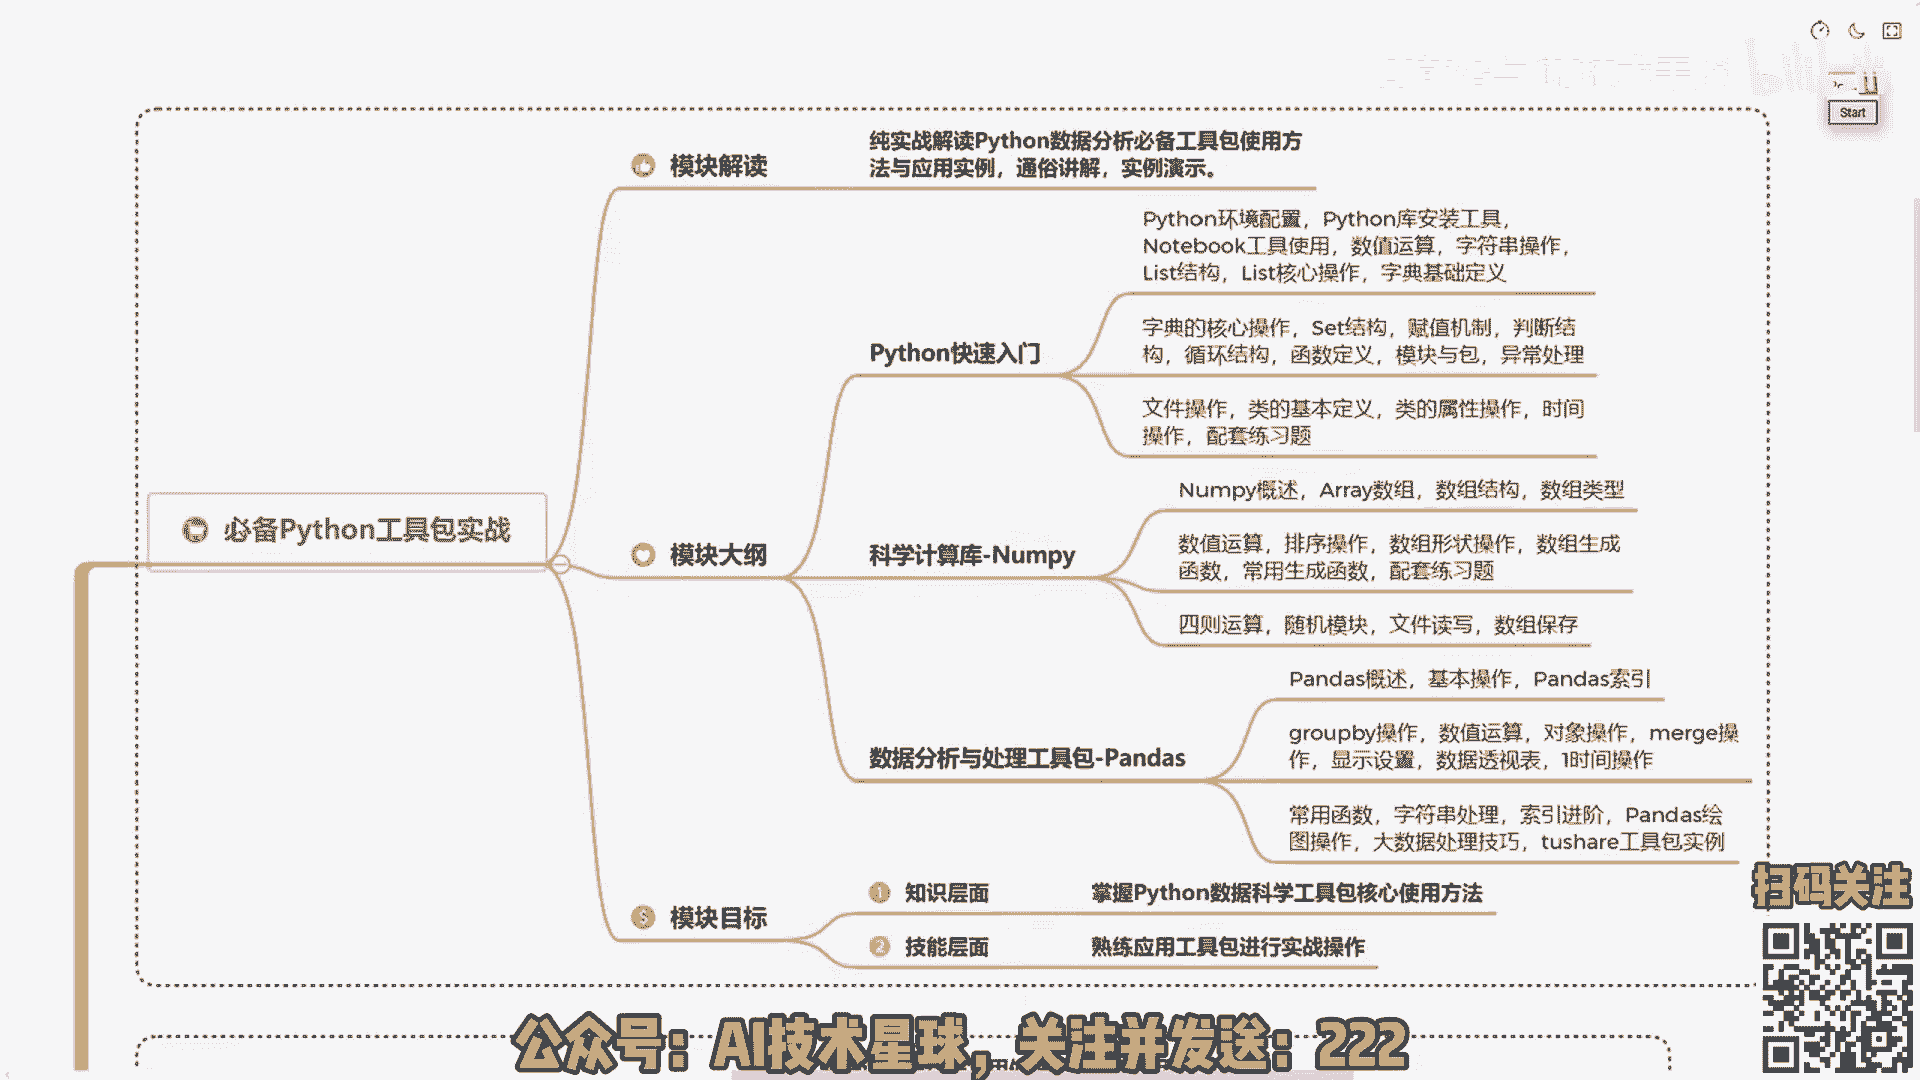 Start
模块解读
纯实战解读Python数据分析必备工具包使用方
法与应用实例，通俗讲解，实例演示。
Python环境配置，Python库安装工具，
Notebook工具使用，数值运算，字符串操作，
List结构，List核心操作，字典基础定义
字典的核心操作，Set结构，赋值机制，判断结
构，循环结构，函数定义，模块与包，异常处理
Python快速入门
文件操作，类的基本定义，类的属性操作，时间
操作，配套练习题
必备Python工具包实战
模块大纲
Numpy概述，Array数组，数组结构，数组类型
科学计算库-Numpy
数值运算，排序操作，数组形状操作，数组生成
函数，常用生成函数，配套练习题
四则运算，随机模块，文件读写，数组保存
Pandas概述，基本操作，Pandas索引
数据分析与处理工具包-Pandas
groupby操作，数值运算，对象操作，merge操
作，显示设置，数据透视表，1时间操作
常用函数，字符串处理，索引进阶，Pandas绘
图操作，大数据处理技巧，tushare工具包实例
模块目标
1 知识层面 掌握Python数据科学工具包核心使用方法
2 技能层面 熟练应用工具包进行实战操作
扫码关注
公众号：AI技术星球，关注并发送：222